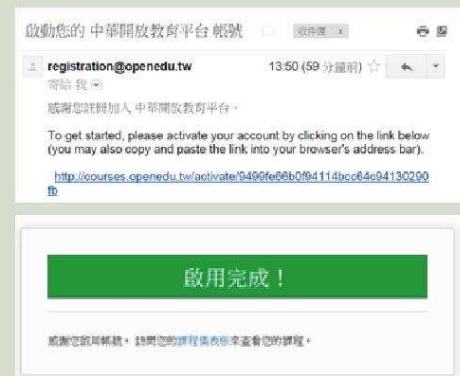 啟動您的 中華開放教育平台 帳號
收件匣 x
registration@openedu.tw 13:50 (59 分鐘前)
寄給 我
感謝您註冊加入 中華開放教育平台。
To get started, please activate your account by clicking on the link below
(you may also copy and paste the link into your browser's address bar).
http://courses.openedu.tw/activate/9499fe66b0f94114bcc64c94130290
fb
啟用完成！
感謝您啟用帳號。 訪問您的課程儀表板來查看您的課程。